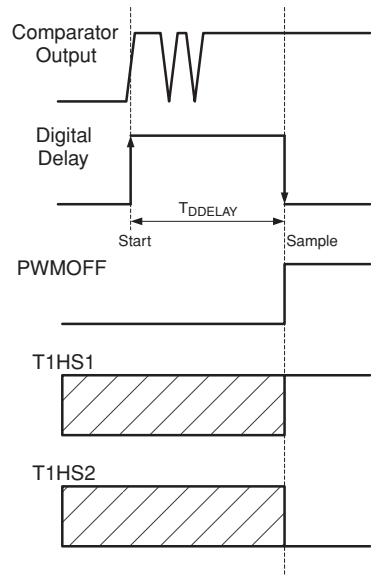 Comparator
Output
Digital
Delay
TDDELAY
Start
Sample
PWMOFF
T1HS1
T1HS2